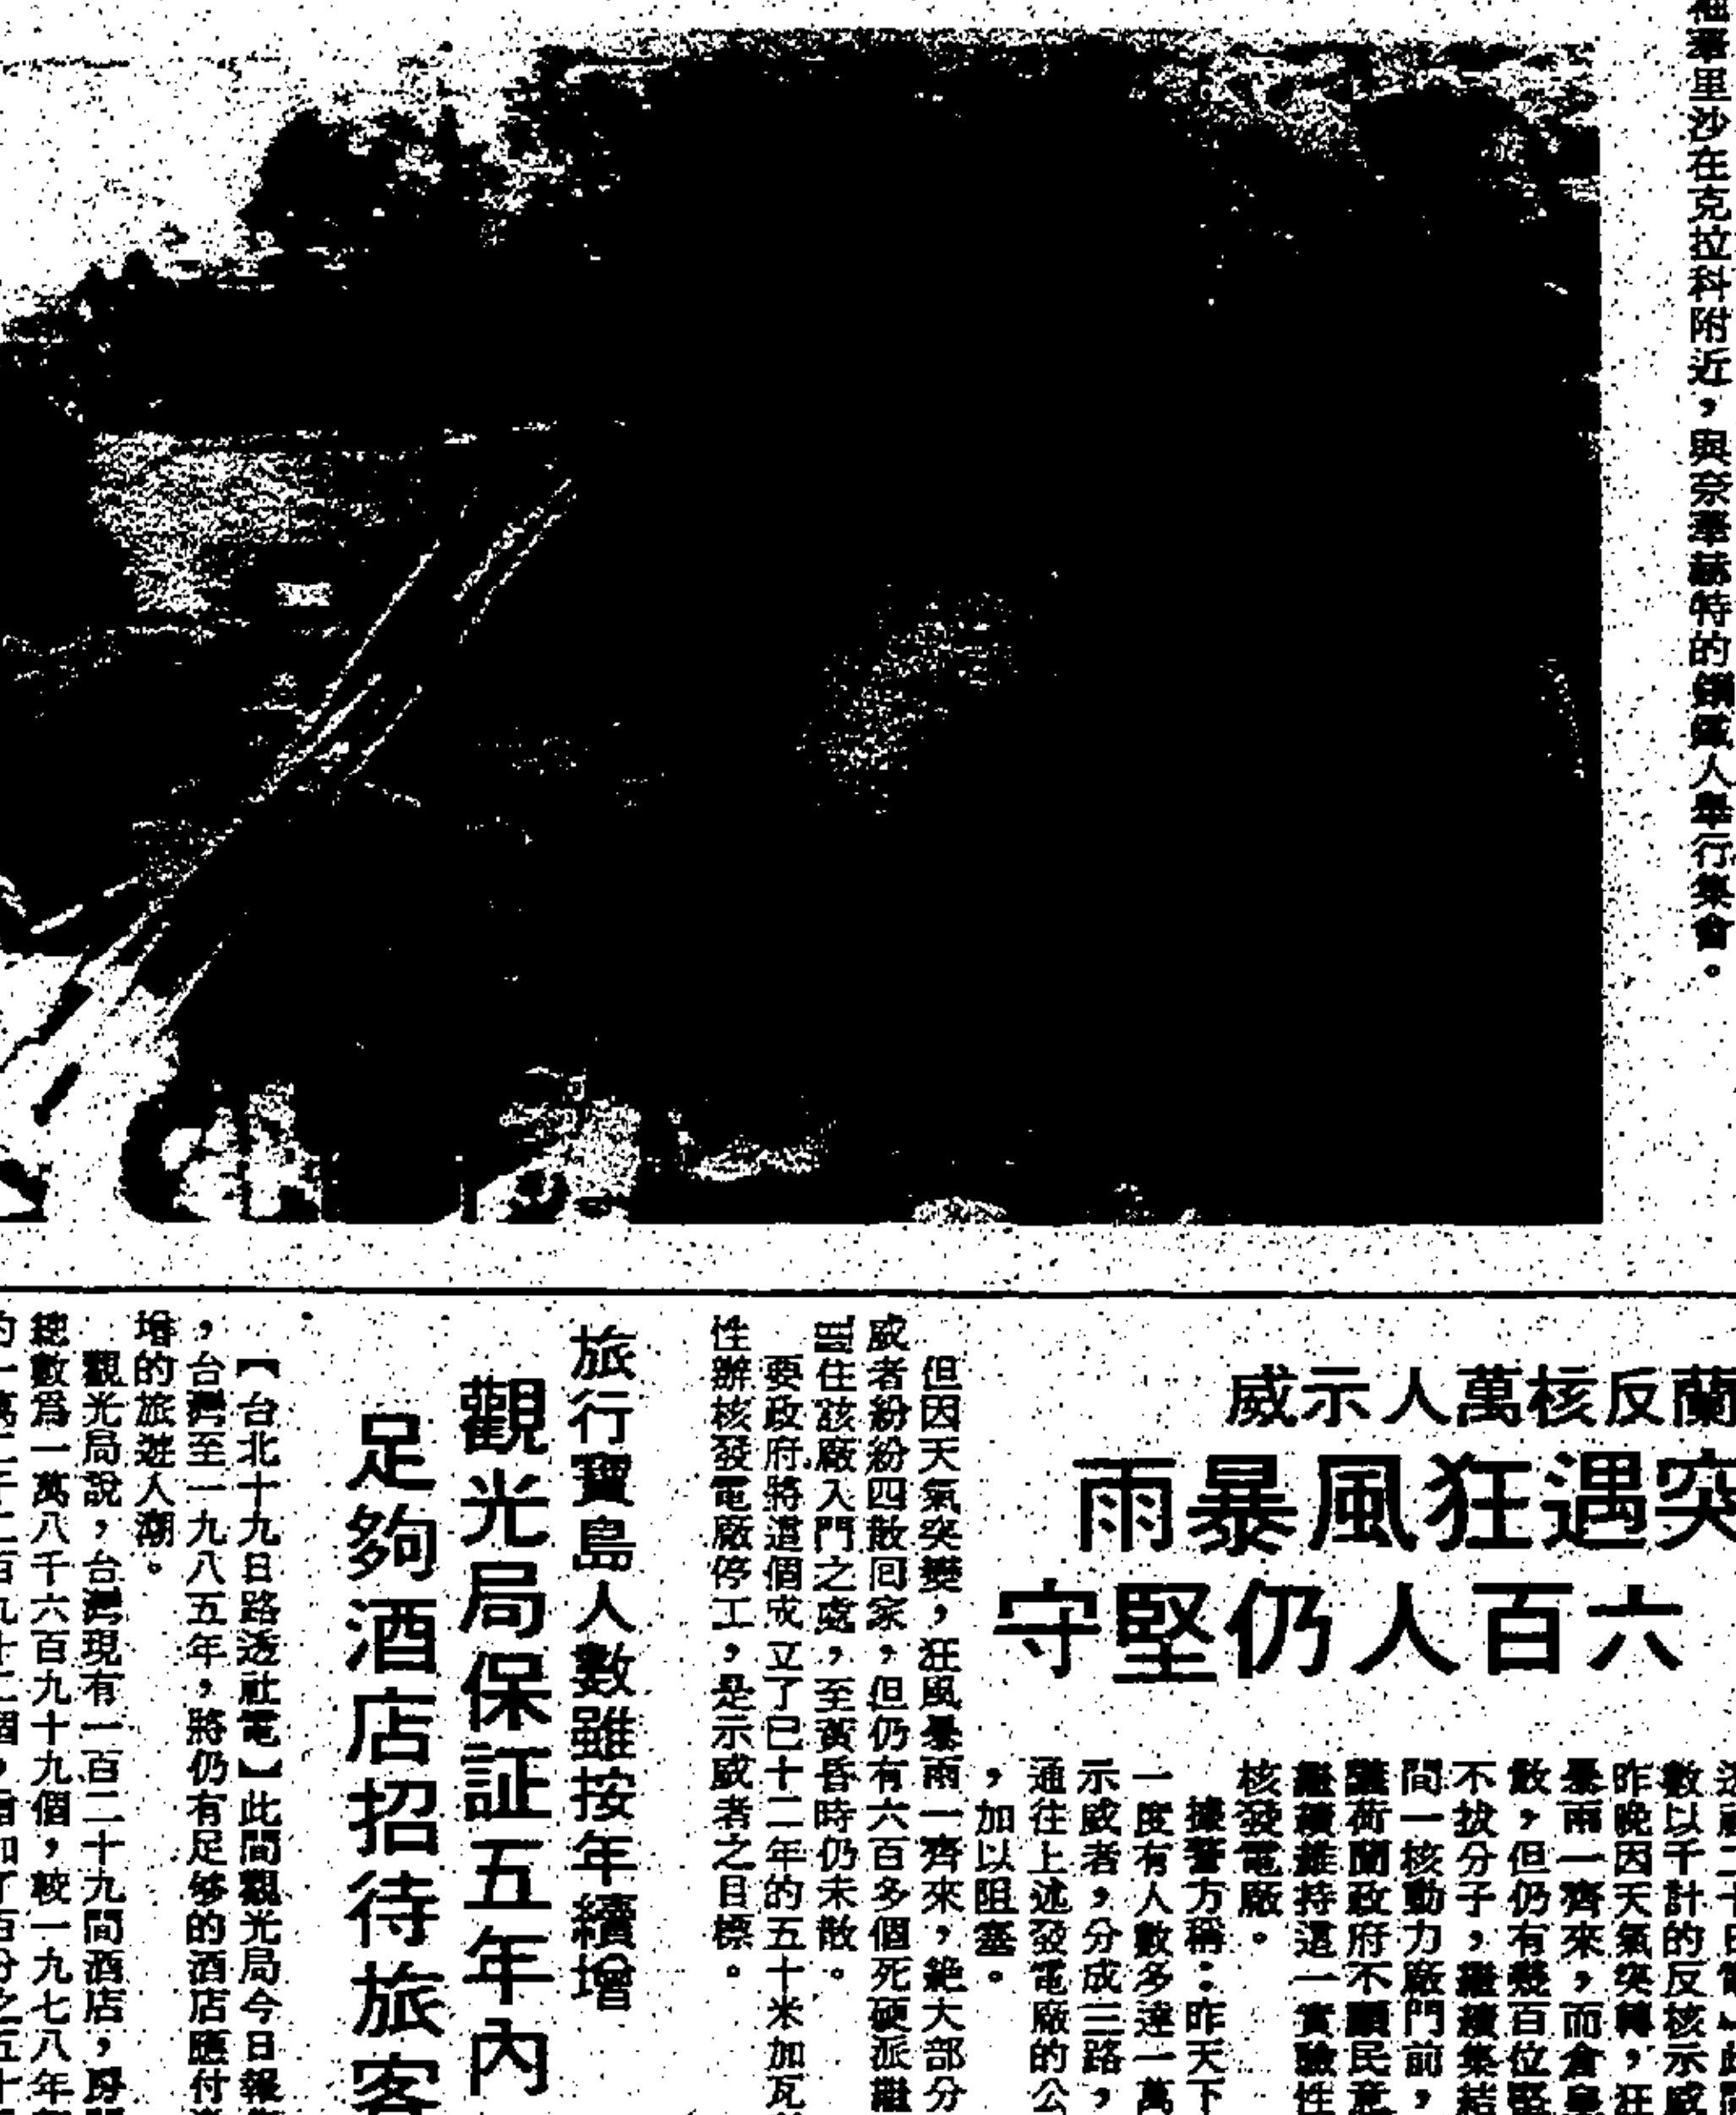 里沙在克拉科附近，與奈華赫特的領區人舉行集會。
蘭反核萬人示威
突遇狂風暴雨
六百人仍堅守
數以千計的反核示威
昨晚因天氣突轉，狂
暴雨一齊來，而倉皇
散，但仍有幾百位堅
不拔分子，繼續集結
間一核動力廠門前，
讓荷蘭政府不顧民意
繼續維持這一實驗性
核發電廠。
據警方稱：昨天下
一度有人數多達一萬
示威者，分成三路，
通往上述發電廠的公
，加以阻塞。
但因天氣突變，狂風暴雨一齊來，絶大部分
威者紛紛四散回家，但仍有六百多個死硬派繼
住該廠入門之處，至黃昏時仍未散。
要政府將這個成立了已十二年的五十米加瓦
性辦核發電廠停工，是示威者之目標。
旅行寶島人數雖按年續增
觀光局保証五年內
足夠酒店招待旅客
【台北十九日路透社電】此間觀光局今日報
，台灣至一九八五年，將仍有足够的酒店應付
增的旅遊人潮。
觀光局說，台灣現有一百二十九間酒店，房
總數爲一萬八千六百九十九個，較一九七八年